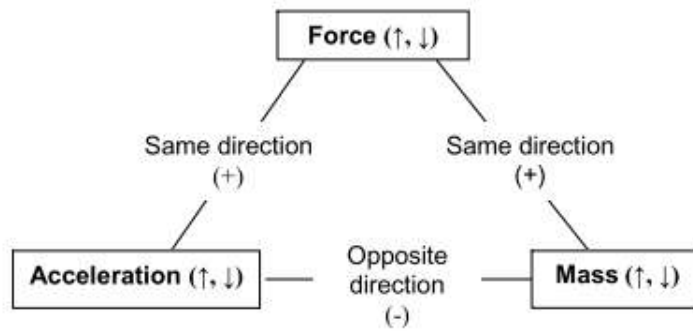 Force (↑, ↓)
Same direction
(+)
Same direction
(+)
Acceleration (↑, ↓)
Opposite
direction
(-)
Mass (↑, ↓)